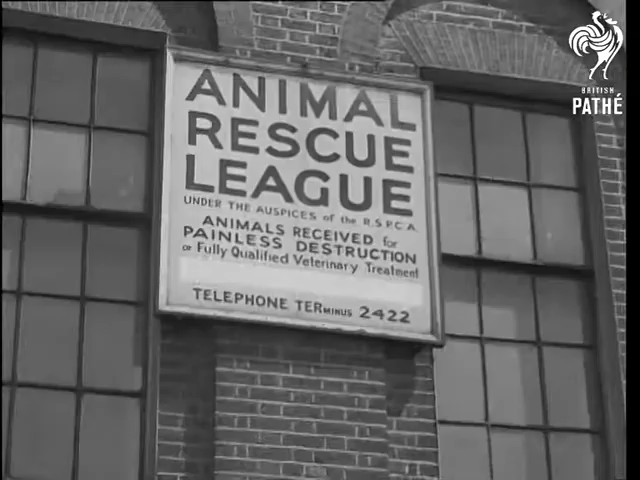 ANIMAL
RESCUE
LEAGUE
UNDER THE AUSPICES of the R.S.P.C.A.
ANIMALS RECEIVED for
PAINLESS DESTRUCTION
or Fully Qualified Veterinary Treatment
TELEPHONE TERMINUS 2422
BRITISH
PATHÉ